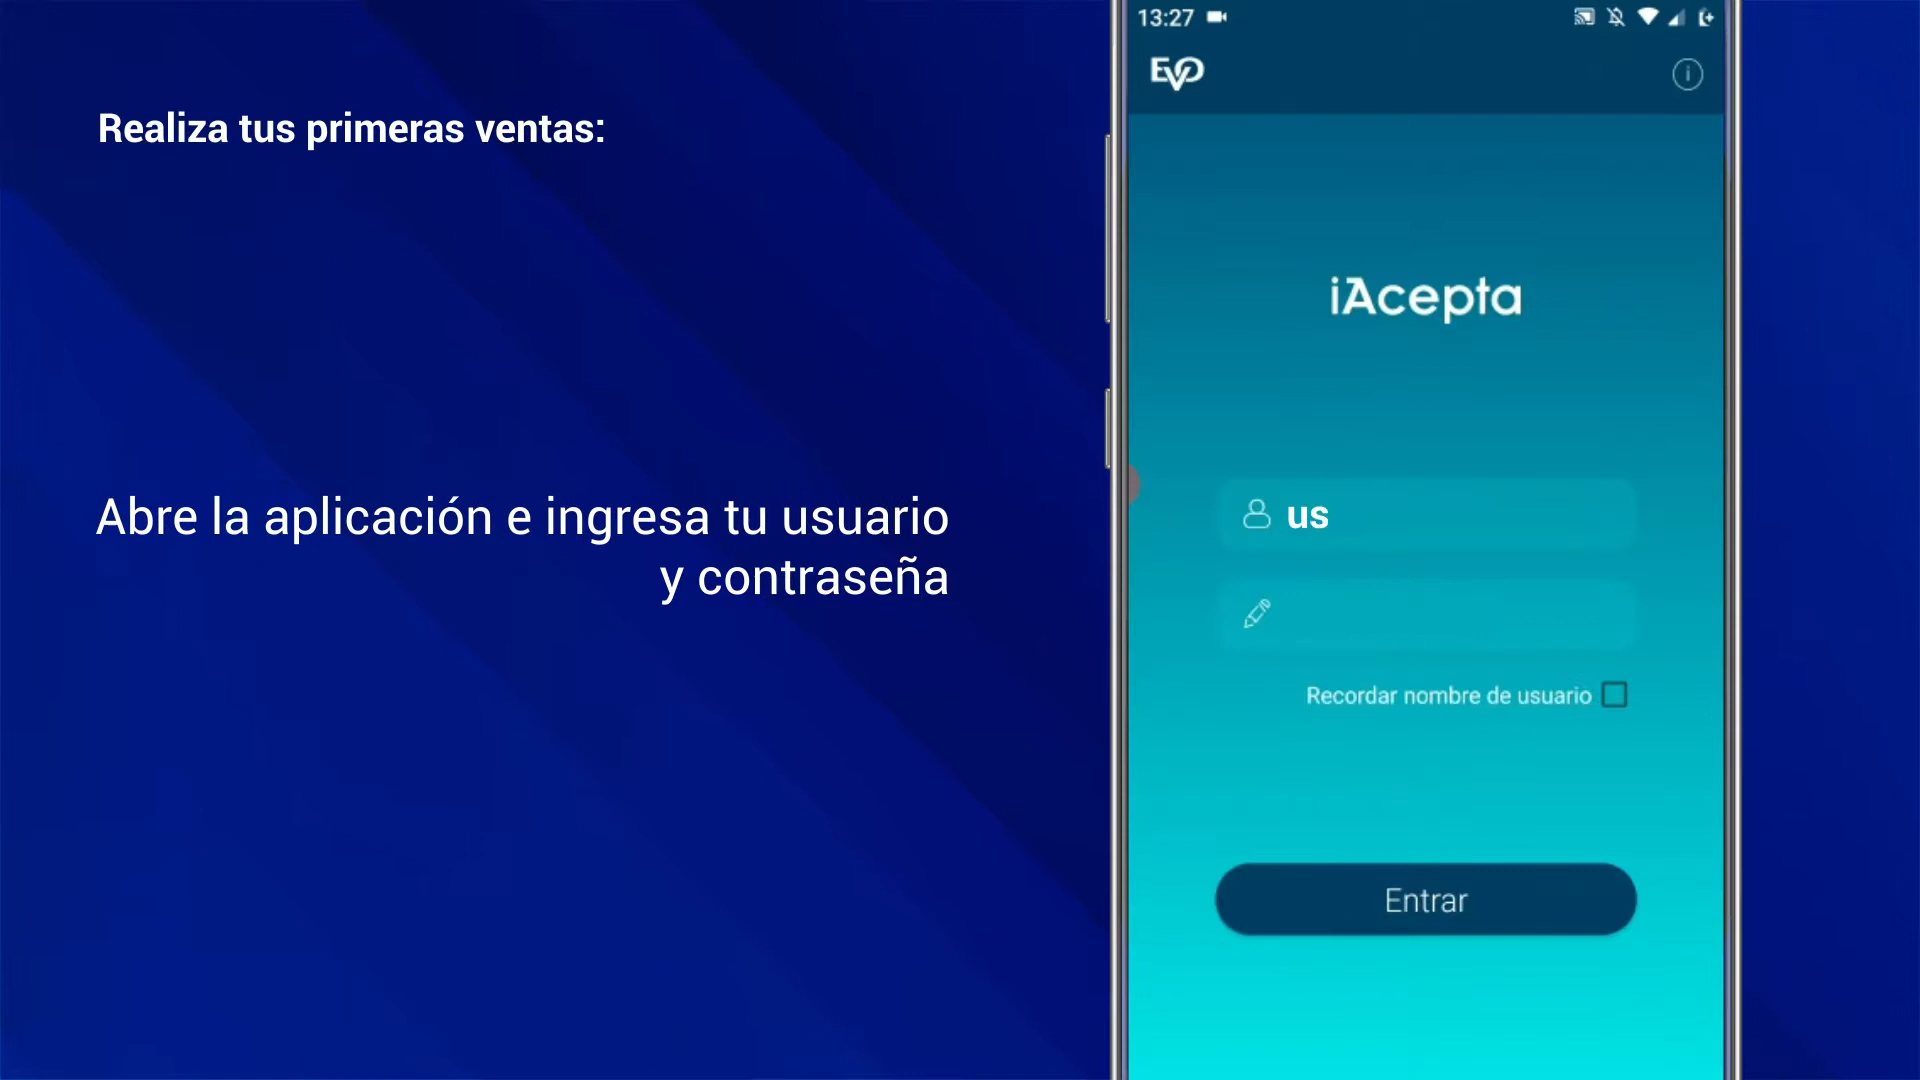 Realiza tus primeras ventas:
Abre la aplicación e ingresa tu usuario
y contraseña
13:27
EVO
iAcepta
us
Recordar nombre de usuario
Entrar